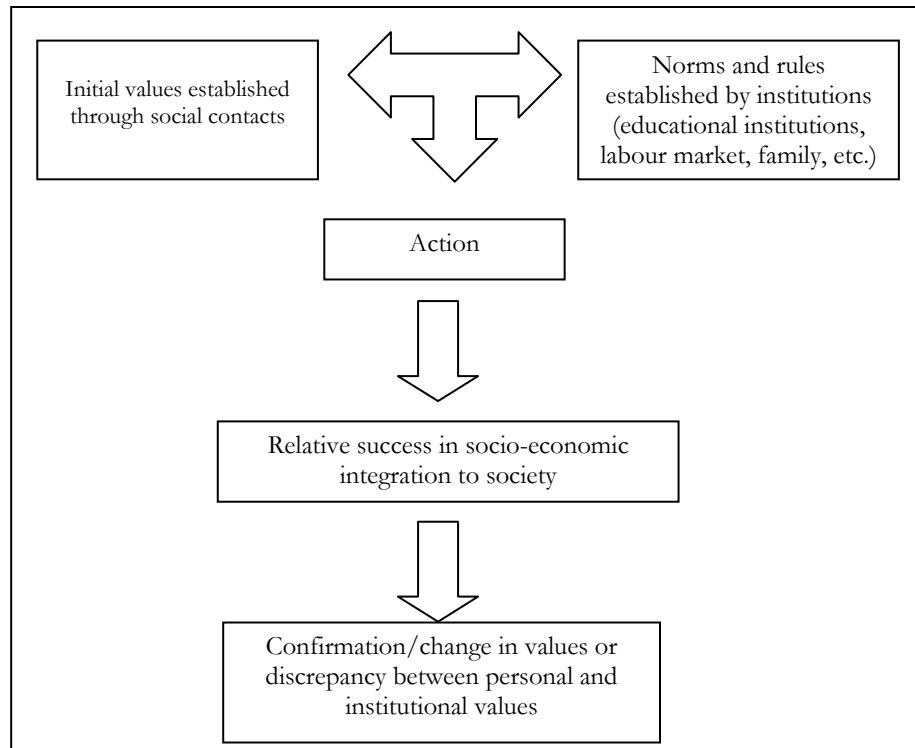 Initial values established
through social contacts
Norms and rules
established by institutions
(educational institutions,
labour market, family, etc.)
Action
Relative success in socio-economic
integration to society
Confirmation/change in values or
discrepancy between personal and
institutional values